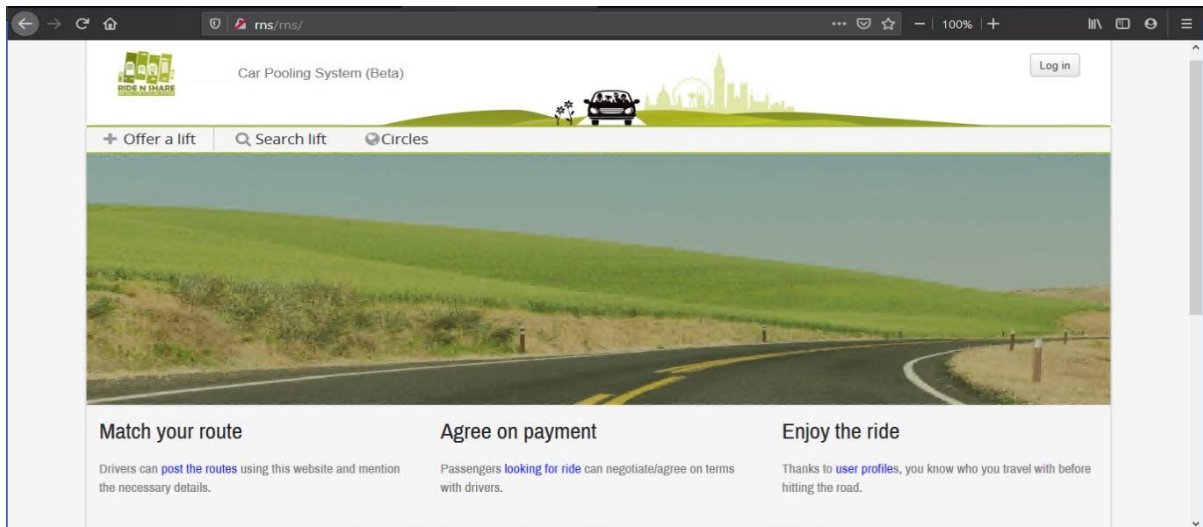 rns/rns/
100%
RIDE N SHARE
Car Pooling System (Beta)
Log in
Offer a lift
Search lift
Circles
Match your route
Agree on payment
Enjoy the ride
Drivers can post the routes using this website and mention
the necessary details.
Passengers looking for ride can negotiate/agree on terms
with drivers.
Thanks to user profiles, you know who you travel with before
hitting the road.